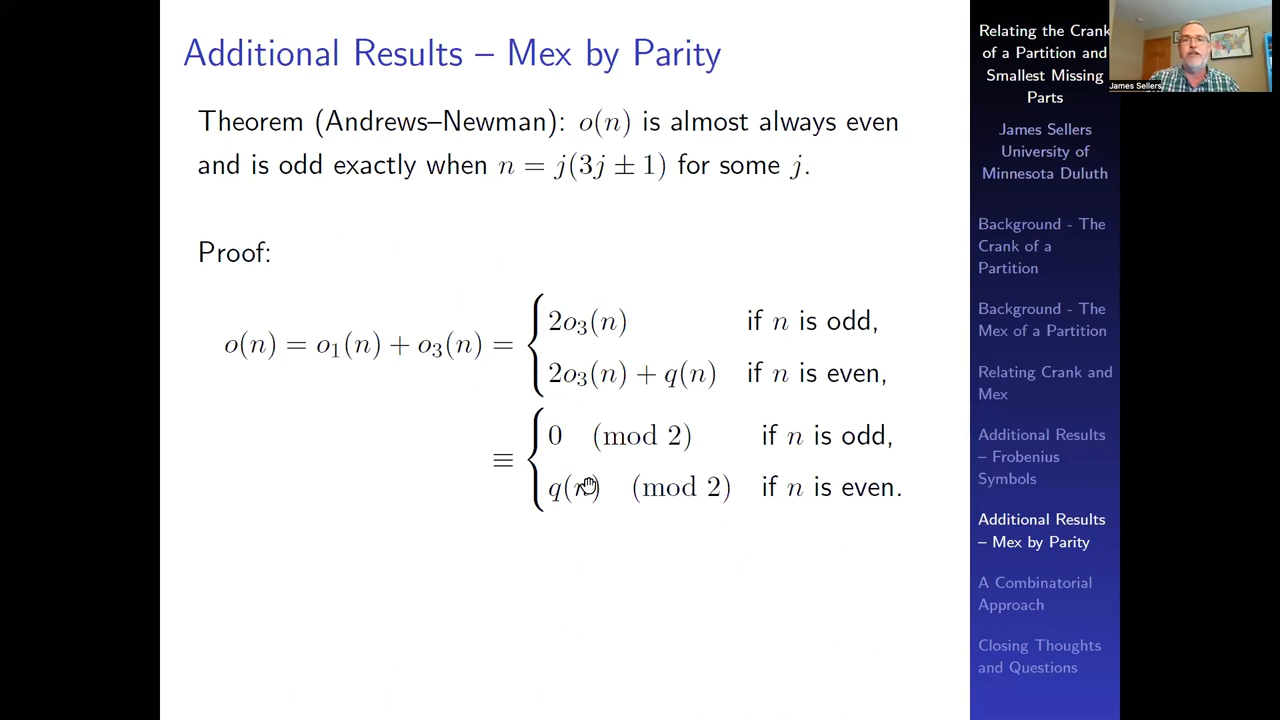 Additional Results – Mex by Parity
Theorem (Andrews–Newman): o(n) is almost always even
and is odd exactly when n = j(3j ± 1) for some j.
Proof:
o(n) = o₁(n) + o₃(n) = { 2o₃(n) if n is odd,
2o₃(n) + q(n) if n is even,
≡ { 0 (mod 2) if n is odd,
q(n) (mod 2) if n is even.
Relating the Crank
of a Partition and
Smallest Missing
Parts
James Sellers
University of
Minnesota Duluth
Background - The
Crank of a
Partition
Background - The
Mex of a Partition
Relating Crank and
Mex
Additional Results
– Frobenius
Symbols
Additional Results
– Mex by Parity
A Combinatorial
Approach
Closing Thoughts
and Questions
James Sellers